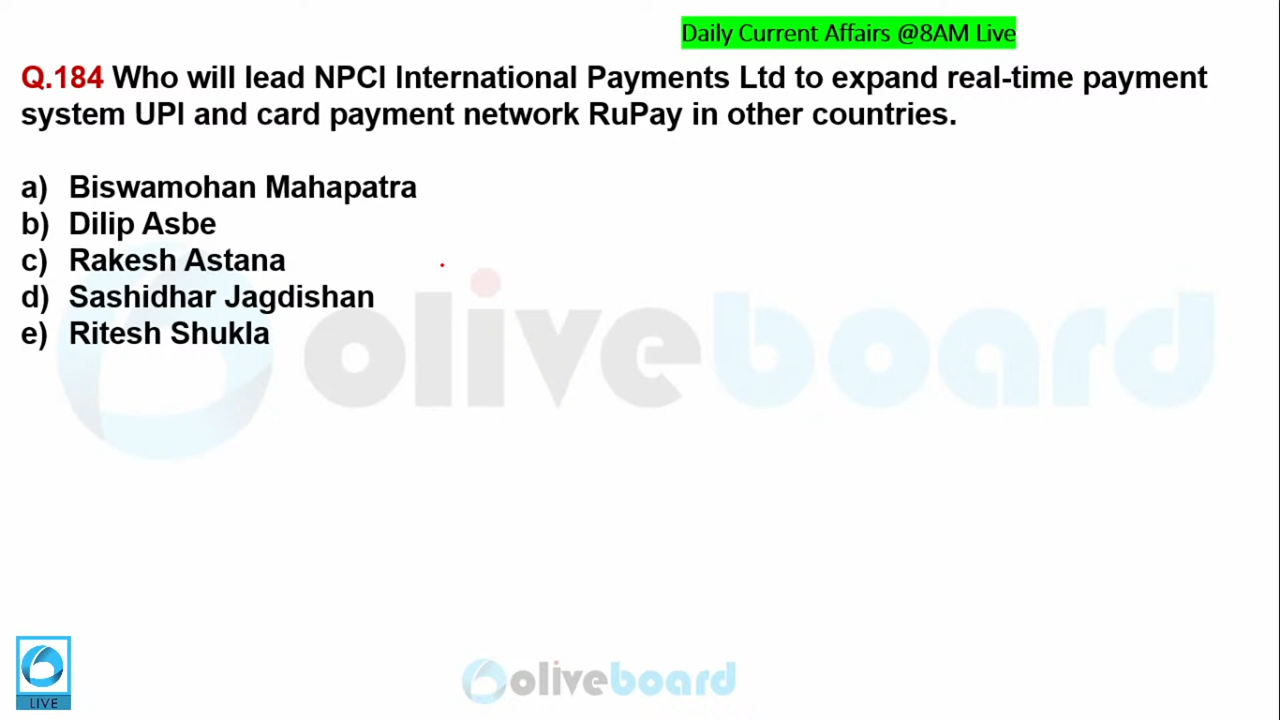 Daily Current Affairs @8AM Live
Q.184 Who will lead NPCI International Payments Ltd to expand real-time payment
system UPI and card payment network RuPay in other countries.
a) Biswamohan Mahapatra
b) Dilip Asbe
c) Rakesh Astana
d) Sashidhar Jagdishan
e) Ritesh Shukla
oliveboard
LIVE
oliveboard